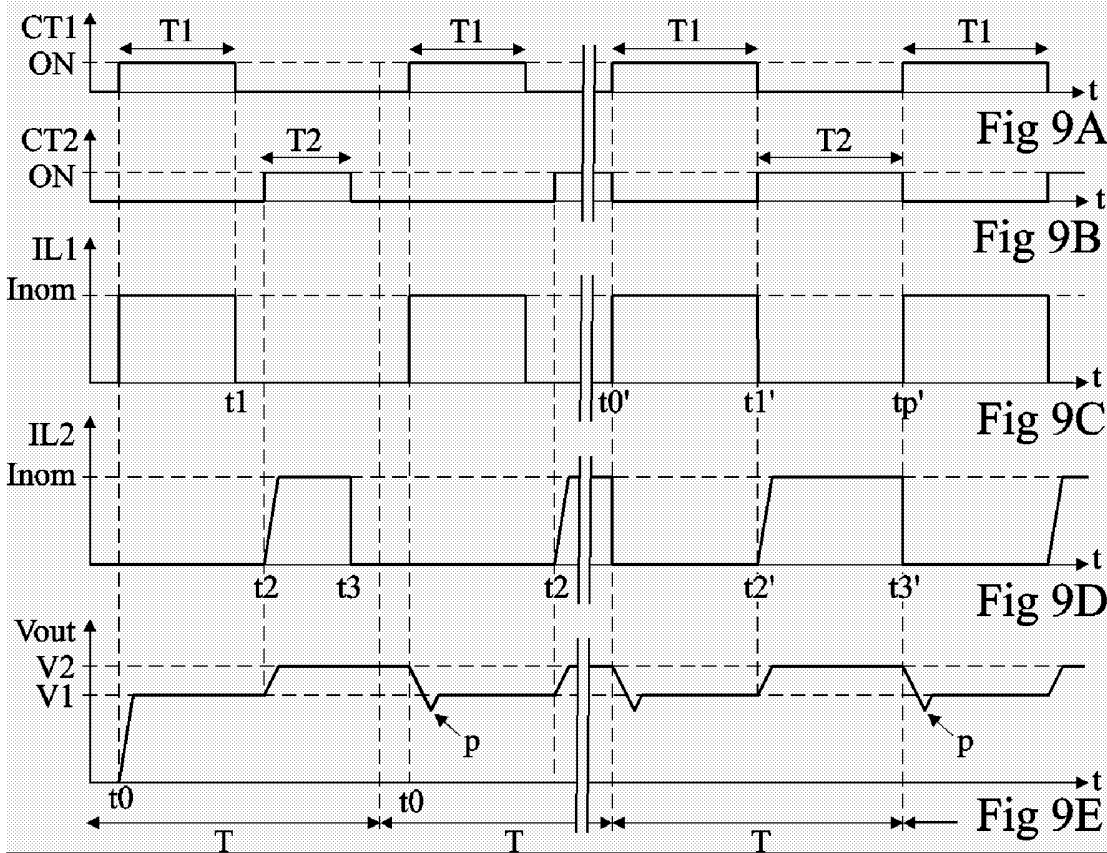 CT1
T1 T1 T1 T1
ON
t
Fig 9A
CT2
T2 T2
ON
t
Fig 9B
IL1
Inom
t
t1 t0' t1' tp'
Fig 9C
IL2
Inom
t
t2 t3 t2 t2' t3'
Fig 9D
Vout
V2
V1
p p
t
t0 t0
Fig 9E
T T T